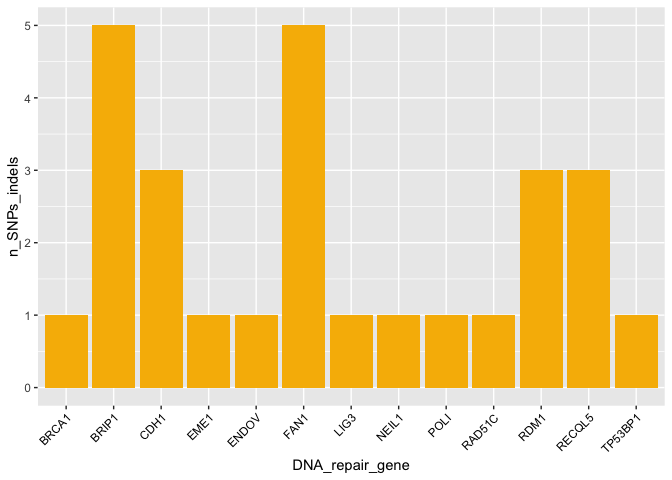 n_SNPs_indels
5
4
3
2
1
0
BRCA1
BRIP1
CDH1
EME1
ENDOV
FAN1
LIG3
NEIL1
POLI
RAD51C
RDM1
RECQL5
TP53BP1
DNA_repair_gene